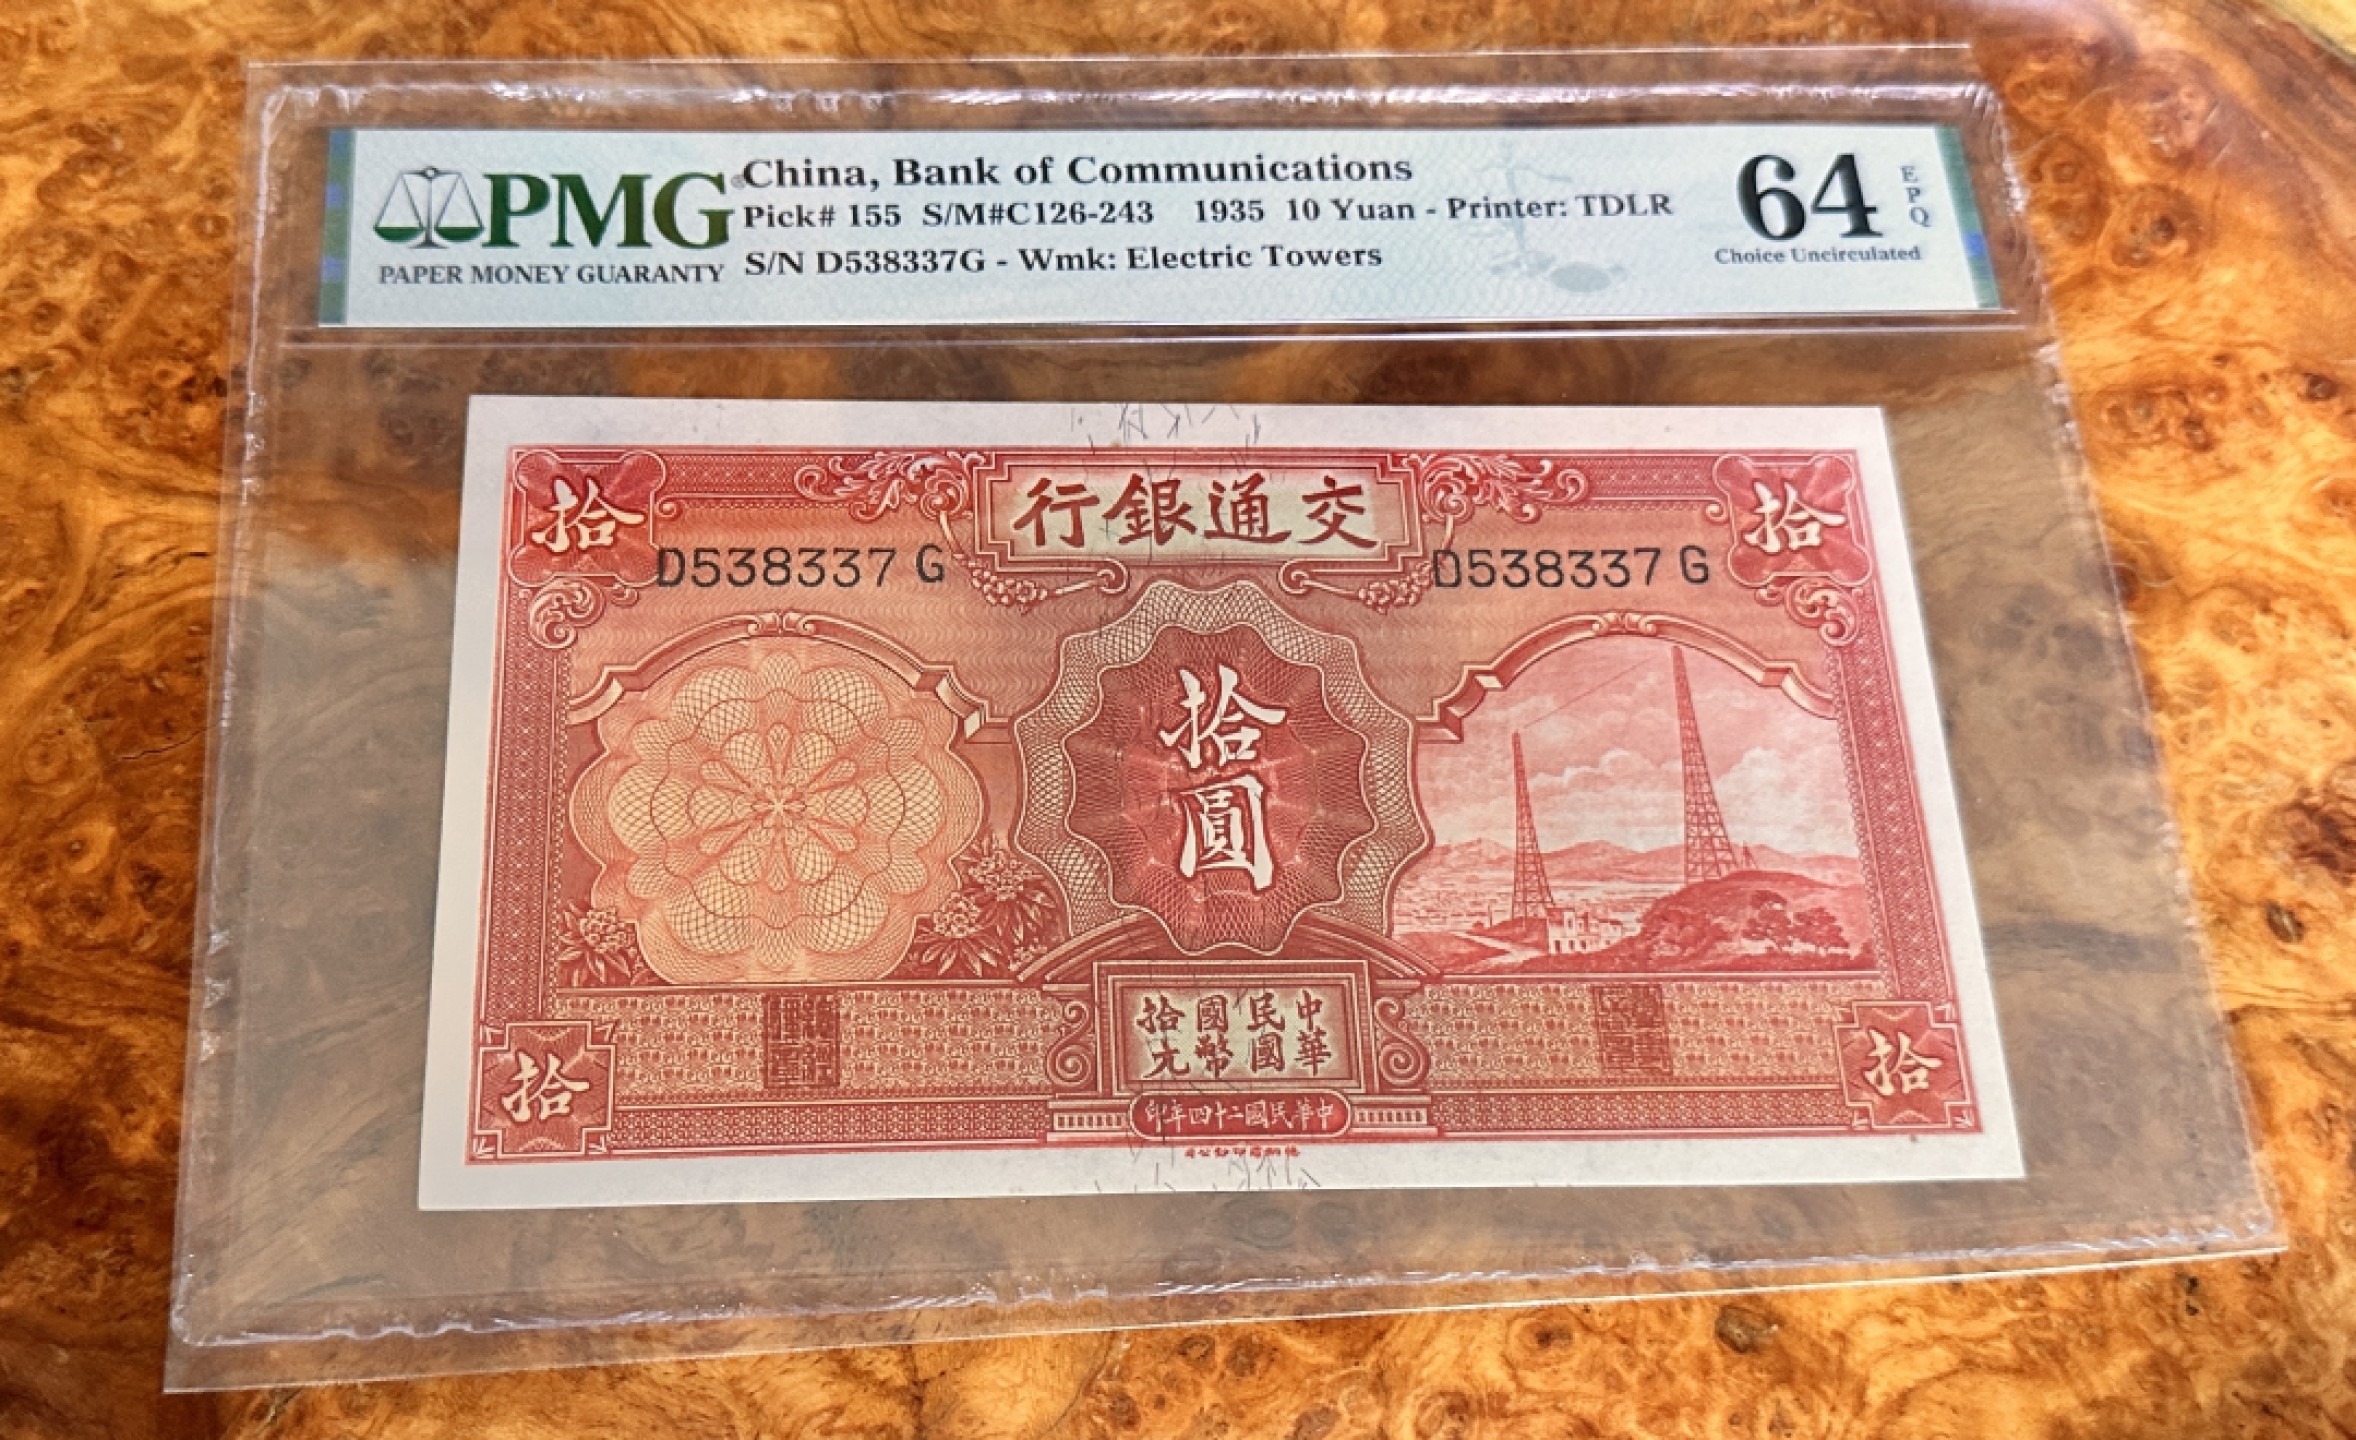 PMG®
PAPER MONEY GUARANTY
China, Bank of Communications
Pick# 155 S/M#C126-243 1935 10 Yuan - Printer: TDLR
S/N D538337G - Wmk: Electric Towers
64
EPQ
Choice Uncirculated
行銀通交
拾
拾
D538337 G
D538337 G
拾圓
中華
民國
國幣
拾元
拾
拾
印年四十二國民華中